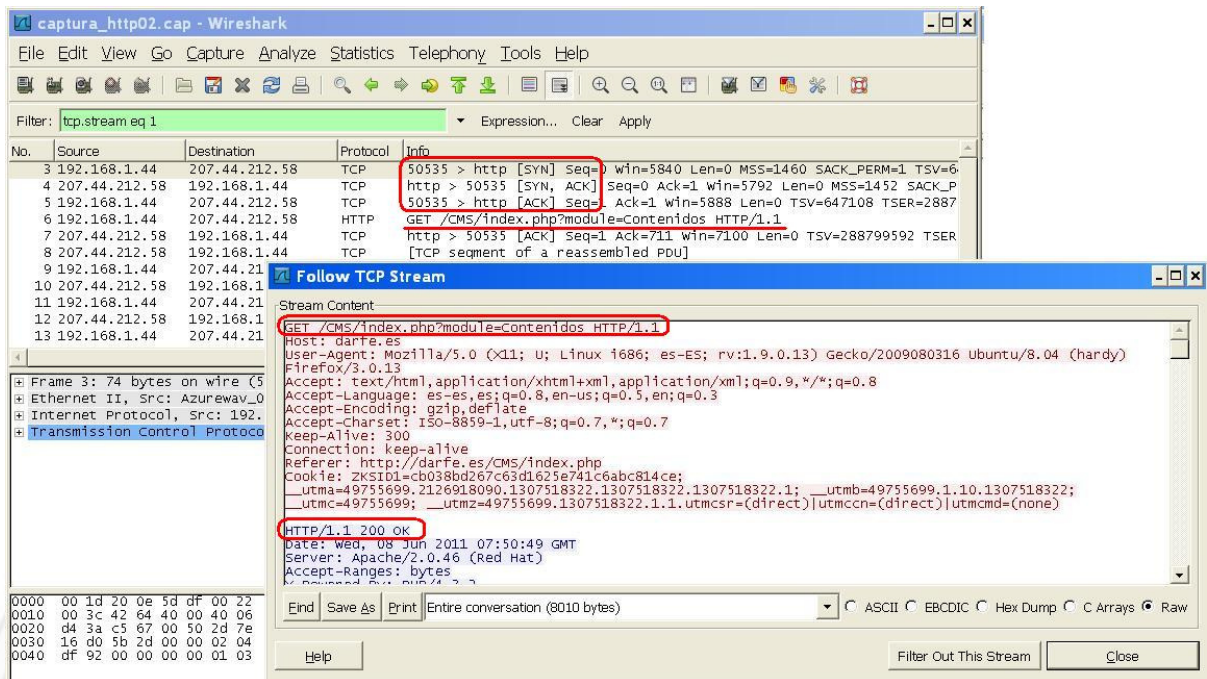 captura_http02.cap - Wireshark
File Edit View Go Capture Analyze Statistics Telephony Tools Help
Filter: tcp.stream eq 1 Expression... Clear Apply
No. Source Destination Protocol Info
3 192.168.1.44 207.44.212.58 TCP 50535 > http [SYN] Seq=0 Win=5840 Len=0 MSS=1460 SACK_PERM=1 TSV=6
4 207.44.212.58 192.168.1.44 TCP http > 50535 [SYN, ACK] Seq=0 Ack=1 Win=5792 Len=0 MSS=1452 SACK_P
5 192.168.1.44 207.44.212.58 TCP 50535 > http [ACK] Seq=1 Ack=1 Win=5888 Len=0 TSV=647108 TSER=2887
6 192.168.1.44 207.44.212.58 HTTP GET /CMS/index.php?module=Contenidos HTTP/1.1
7 207.44.212.58 192.168.1.44 TCP http > 50535 [ACK] Seq=1 Ack=711 Win=7100 Len=0 TSV=288799592 TSER
8 207.44.212.58 192.168.1.44 TCP [TCP segment of a reassembled PDU]
9 192.168.1.44 207.44.21
10 207.44.212.58 192.168.1
11 192.168.1.44 207.44.21
12 207.44.212.58 192.168.1
13 192.168.1.44 207.44.21
Frame 3: 74 bytes on wire (5
Ethernet II, Src: Azurewav_0
Internet Protocol, Src: 192.
Transmission Control Protoco
0000 00 1d 20 0e 5d df 00 22
0010 00 3c 42 64 40 00 40 06
0020 d4 3a c5 67 00 50 2d 7e
0030 16 d0 5b 2d 00 00 02 04
0040 df 92 00 00 00 00 01 03
Follow TCP Stream
Stream Content
GET /CMS/index.php?module=Contenidos HTTP/1.1
Host: darfe.es
User-Agent: Mozilla/5.0 (X11; U; Linux i686; es-ES; rv:1.9.0.13) Gecko/2009080316 Ubuntu/8.04 (hardy)
Firefox/3.0.13
Accept: text/html,application/xhtml+xml,application/xml;q=0.9,*/*;q=0.8
Accept-Language: es-es,es;q=0.8,en-us;q=0.5,en;q=0.3
Accept-Encoding: gzip,deflate
Accept-Charset: ISO-8859-1,utf-8;q=0.7,*;q=0.7
Keep-Alive: 300
Connection: keep-alive
Referer: http://darfe.es/CMS/index.php
Cookie: ZKSID1=cb038bd267c63d1625e741c6abc814ce;
__utma=49755699.2126918090.1307518322.1307518322.1307518322.1; __utmb=49755699.1.10.1307518322;
__utmc=49755699; __utmz=49755699.1307518322.1.1.utmcsr=(direct)|utmccn=(direct)|utmcmd=(none)
HTTP/1.1 200 OK
Date: Wed, 08 Jun 2011 07:50:49 GMT
Server: Apache/2.0.46 (Red Hat)
Accept-Ranges: bytes
Find Save As Print Entire conversation (8010 bytes) ASCII EBCDIC Hex Dump C Arrays Raw
Help Filter Out This Stream Close